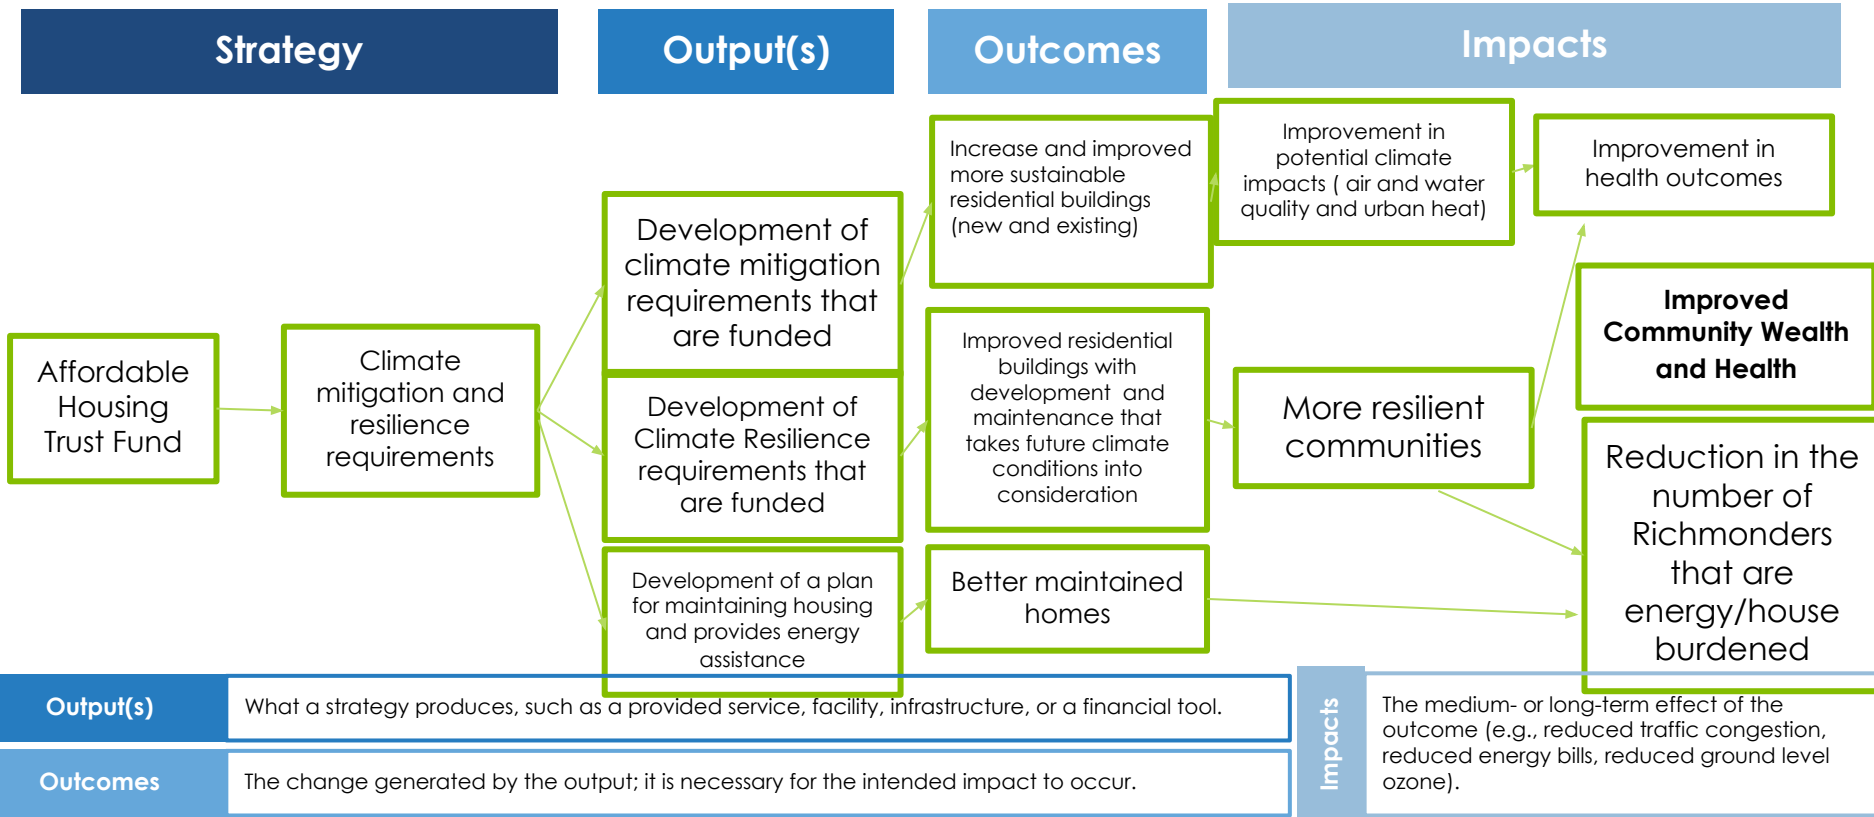 Strategy
Output(s)
Outcomes
Impacts
Affordable
Housing
Trust Fund
Climate
mitigation and
resilience
requirements
Development of
climate mitigation
requirements that
are funded
Development of
Climate Resilience
requirements that
are funded
Development of a plan
for maintaining housing
and provides energy
assistance
Increase and improved
more sustainable
residential buildings
(new and existing)
Improved residential
buildings with
development and
maintenance that
takes future climate
conditions into
consideration
Better maintained
homes
Improvement in
potential climate
impacts ( air and water
quality and urban heat)
More resilient
communities
Improvement in
health outcomes
Improved
Community Wealth
and Health
Reduction in the
number of
Richmonders
that are
energy/house
burdened
Output(s)
What a strategy produces, such as a provided service, facility, infrastructure, or a financial tool.
Outcomes
The change generated by the output; it is necessary for the intended impact to occur.
Impacts
The medium- or long-term effect of the
outcome (e.g., reduced traffic congestion,
reduced energy bills, reduced ground level
ozone).